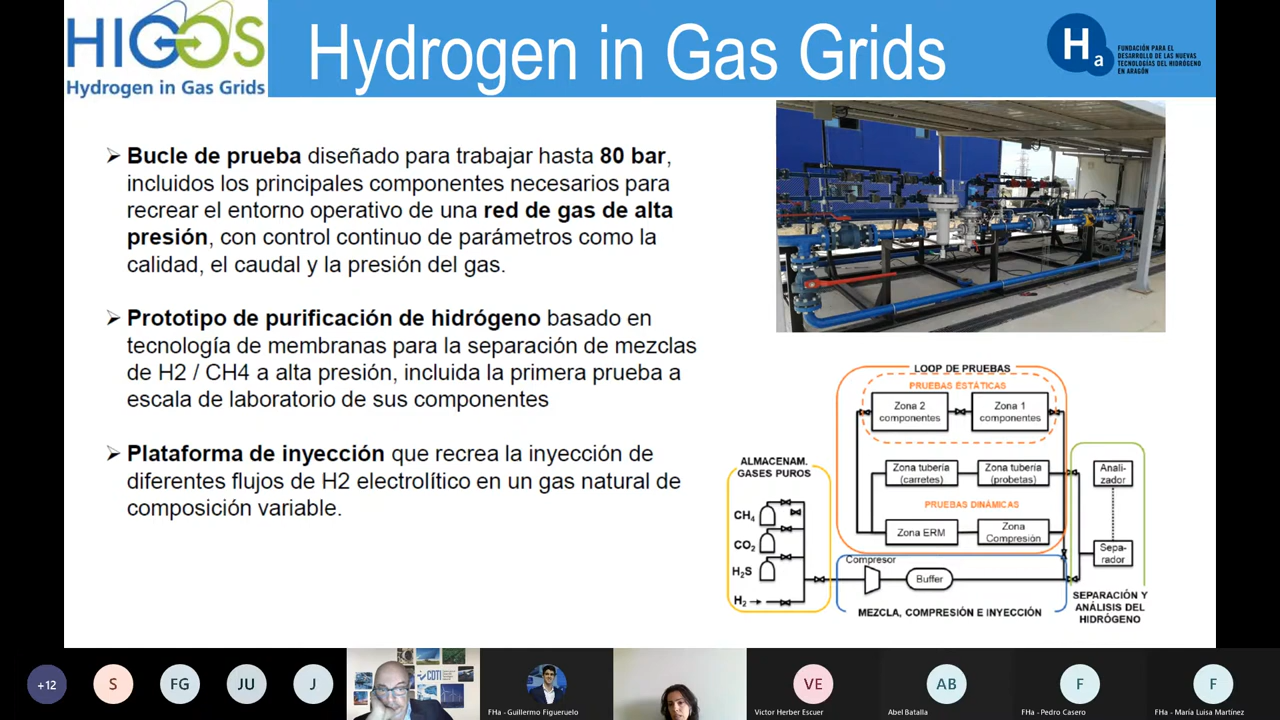 HIGGS
Hydrogen in Gas Grids
Hydrogen in Gas Grids
Ha
FUNDACIÓN PARA EL
DESARROLLO DE LAS NUEVAS
TECNOLOGÍAS DEL HIDRÓGENO
EN ARAGÓN
➢ Bucle de prueba diseñado para trabajar hasta 80 bar,
incluidos los principales componentes necesarios para
recrear el entorno operativo de una red de gas de alta
presión, con control continuo de parámetros como la
calidad, el caudal y la presión del gas.
➢ Prototipo de purificación de hidrógeno basado en
tecnología de membranas para la separación de mezclas
de H2 / CH4 a alta presión, incluida la primera prueba a
escala de laboratorio de sus componentes
➢ Plataforma de inyección que recrea la inyección de
diferentes flujos de H2 electrolítico en un gas natural de
composición variable.
LOOP DE PRUEBAS
PRUEBAS ESTÁTICAS
Zona 2
componentes
Zona 1
componentes
Zona tubería
(carretes)
Zona tubería
(probetas)
PRUEBAS DINÁMICAS
Zona ERM
Zona
Compresión
ALMACENAM.
GASES PUROS
CH₄
CO₂
H₂S
H₂
Compresor
Buffer
MEZCLA, COMPRESIÓN E INYECCIÓN
Anali-
zador
Sepa-
rador
SEPARACIÓN Y
ANÁLISIS DEL
HIDRÓGENO
+12
S
FG
JU
J
CDTI
FHa - Guillermo Figueruelo
VE
Victor Herber Escuer
AB
Abel Batalla
F
FHa - Pedro Casero
F
FHa - María Luisa Martínez